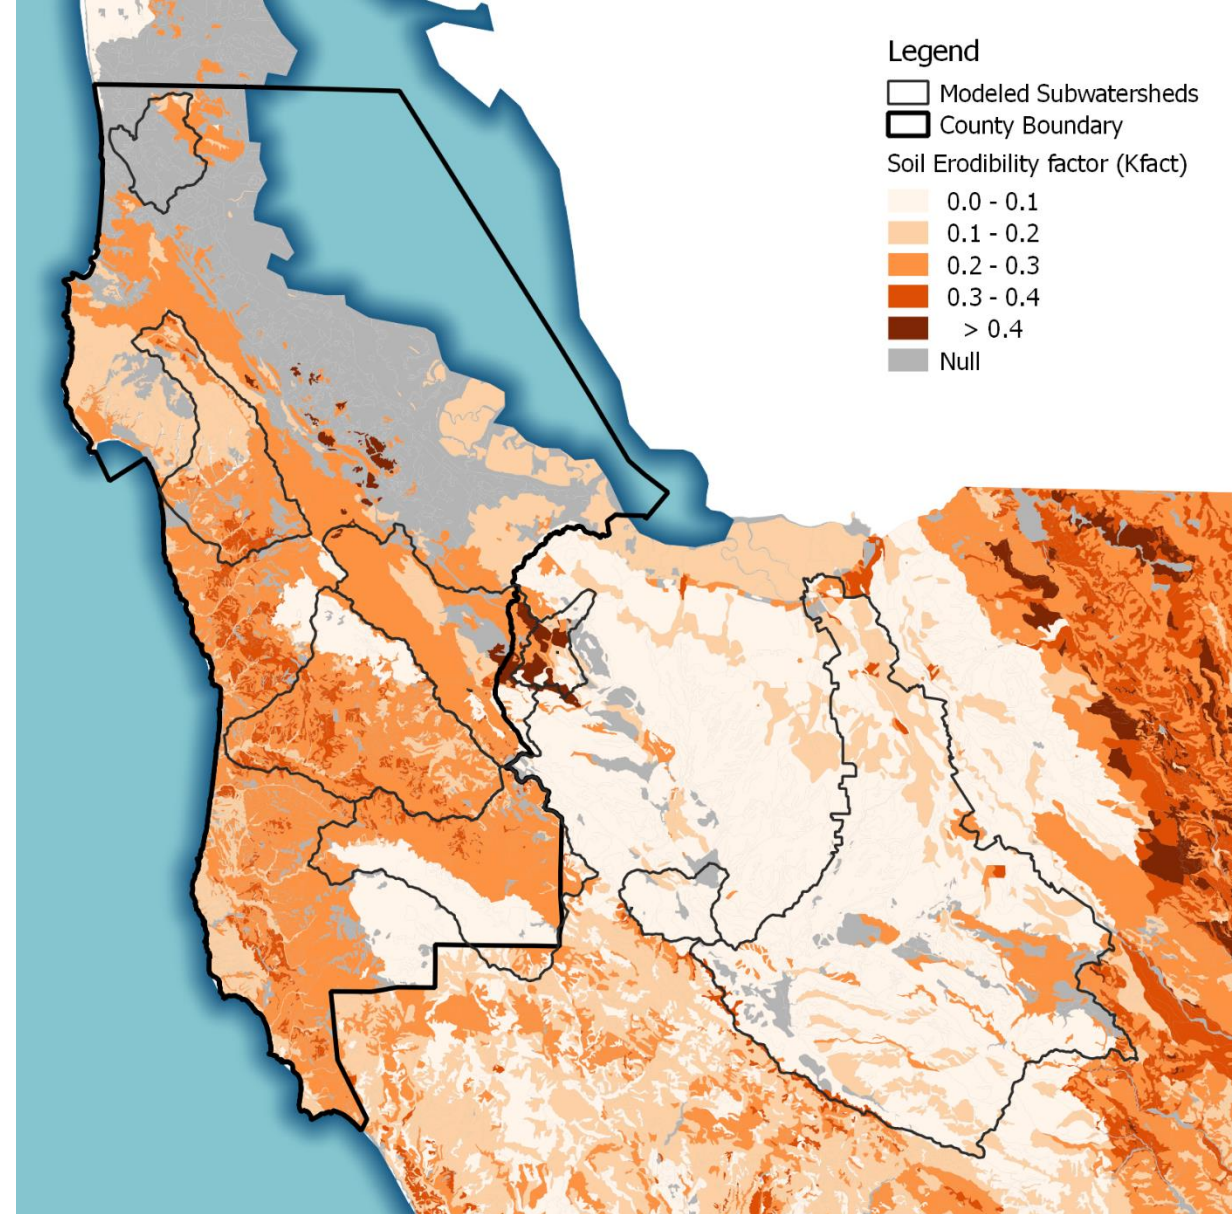 Legend
Modeled Subwatersheds
County Boundary
Soil Erodibility factor (Kfact)
0.0 - 0.1
0.1 - 0.2
0.2 - 0.3
0.3 - 0.4
> 0.4
Null